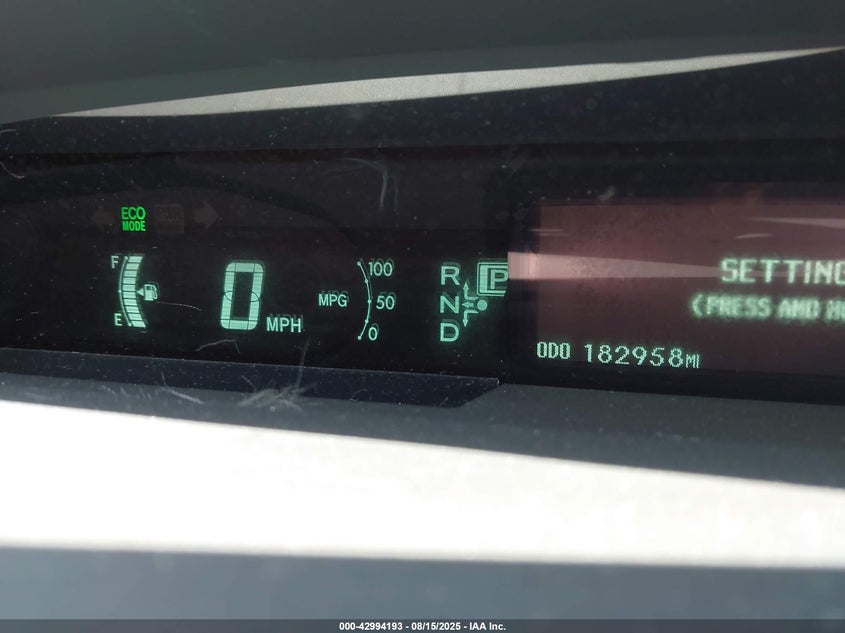 ECO
MODE
F
E
0
MPH
MPG
100
50
0
R
N
D
P
SETTING
(PRESS AND HO
ODO 182958MI
000-42994193 - 08/15/2025 - IAA Inc.